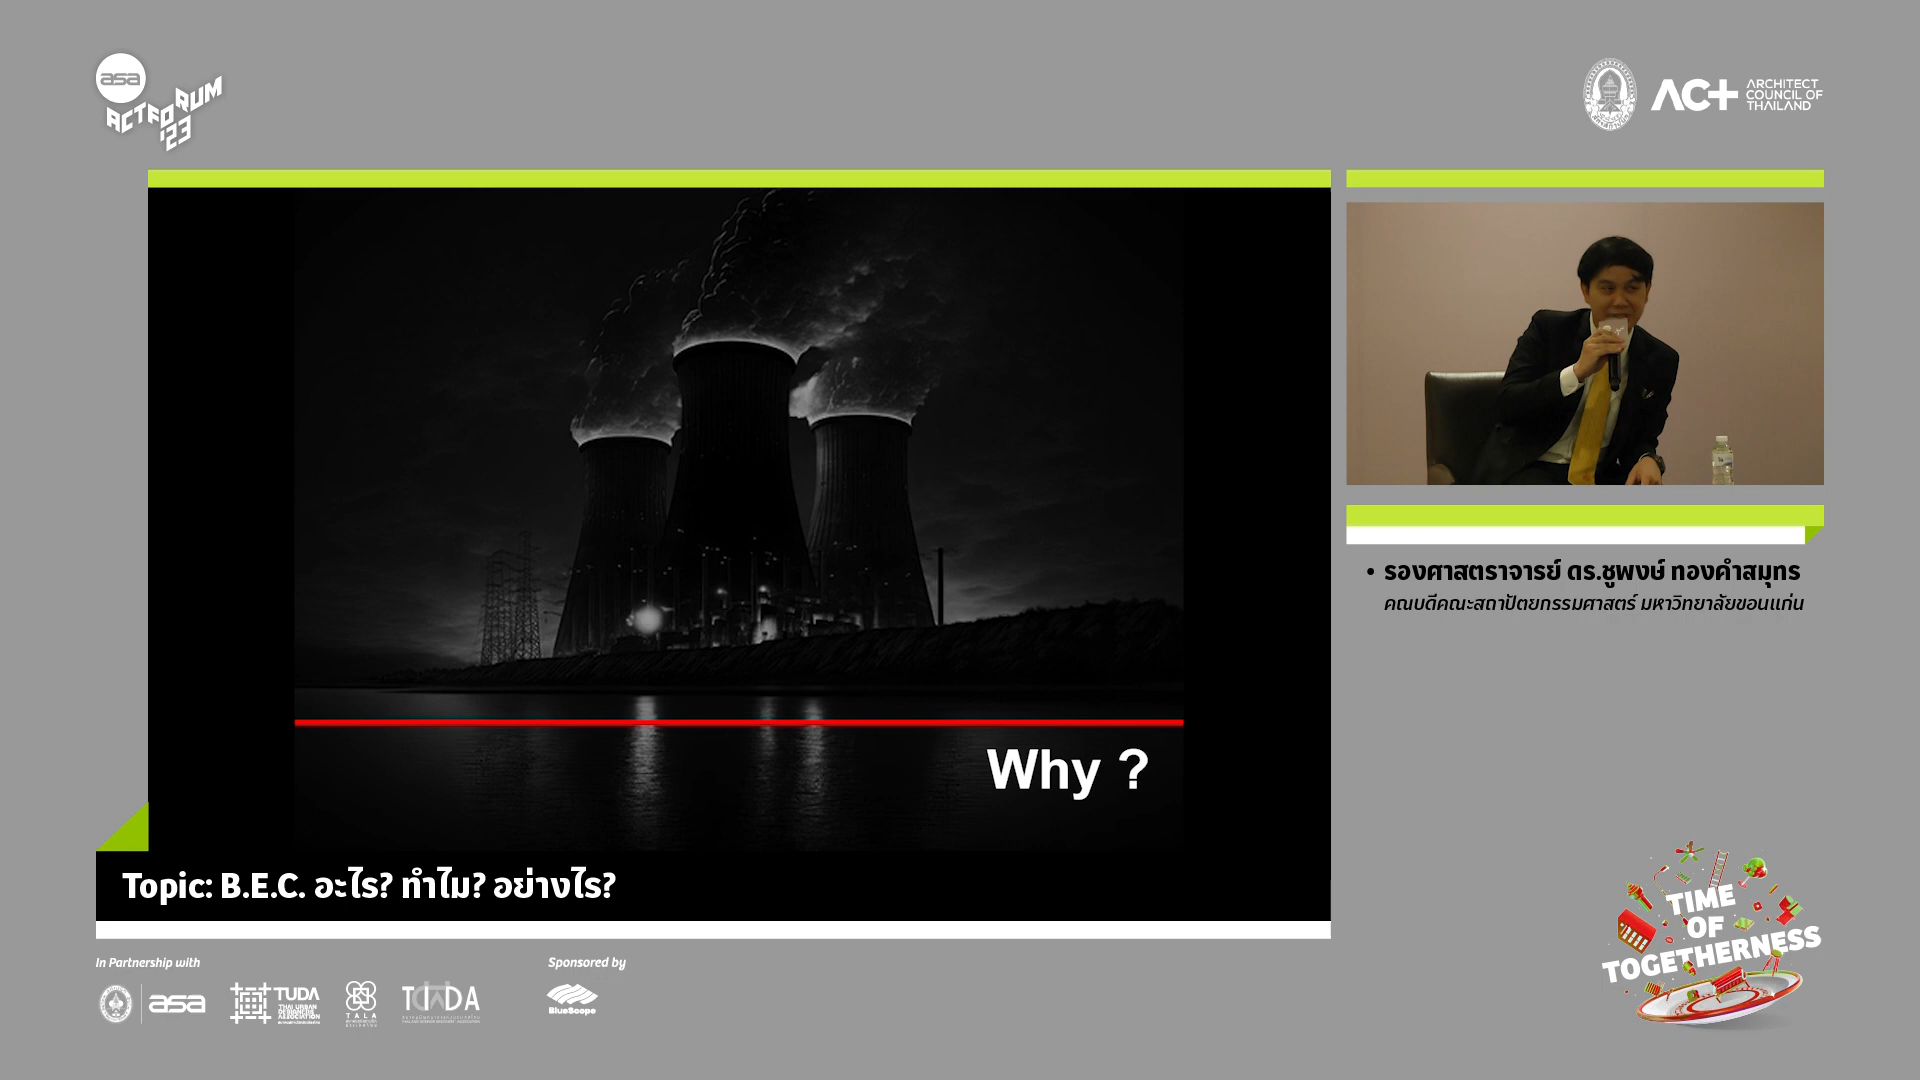 asa
ACTFORUM
'23
ACT
ARCHITECT
COUNCIL OF
THAILAND
Why ?
• รองศาสตราจารย์ ดร.ชูพงษ์ ทองคำสมุทร
คณบดีคณะสถาปัตยกรรมศาสตร์ มหาวิทยาลัยขอนแก่น
Topic: B.E.C. อะไร? ทำไม? อย่างไร?
TIME
OF
TOGETHERNESS
In Partnership with
Sponsored by
asa
TUDA
THAI URBAN
DESIGNERS
ASSOCIATION
TALA
TIDA
BlueScope